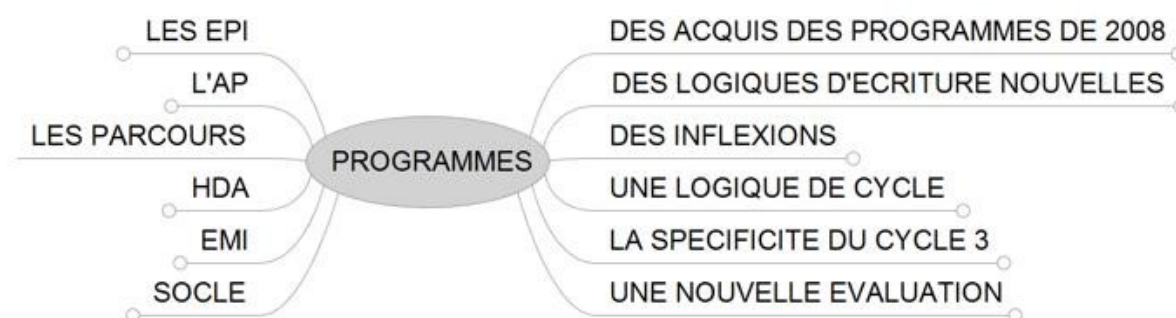 LES EPI
L'AP
LES PARCOURS
HDA
EMI
SOCLE
PROGRAMMES
DES ACQUIS DES PROGRAMMES DE 2008
DES LOGIQUES D'ECRITURE NOUVELLES
DES INFLEXIONS
UNE LOGIQUE DE CYCLE
LA SPECIFICITE DU CYCLE 3
UNE NOUVELLE EVALUATION